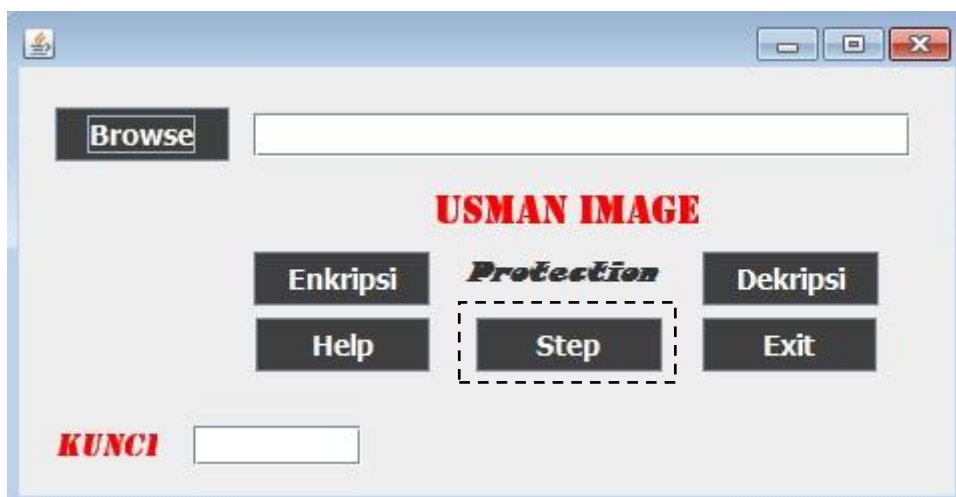 Browse
USMAN IMAGE
Enkripsi Protection Dekripsi
Help Step Exit
KUNCI